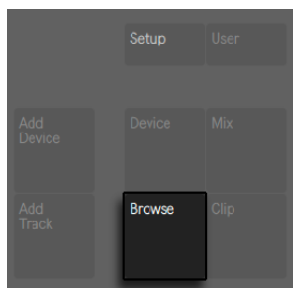 Setup
User
Add
Device
Device
Mix
Add
Track
Browse
Clip